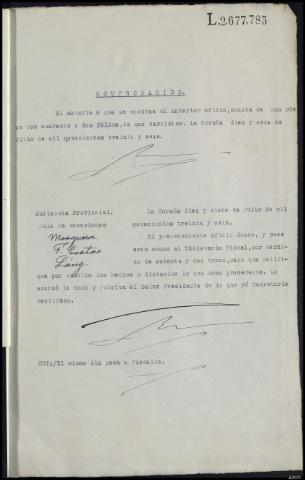 L.2.677.785
COMPROBACIÓN.
El sumario a que se contrae el anterior oficio, consta de una pie
za con cuarenta y dos folios, de que certifico. La Coruña diez y seis de
Julio de mil novecientos treinta y seis.
Audiencia Provincial.
Sala de vacaciones
Mosquera
F. Costas
Láng.
La Coruña diez y siete de Julio de mil
novecientos treinta y seis.
El precedente oficio únase, y pase
esta causa al Ministerio Fiscal, por térmi-
no de setenta y dos horas, para que califi-
que por escrito los hechos o dictamine lo que crea procedente. Lo
acordó la Sala y rubrica el Señor Presidente de lo que yó Secretario
certifico.
NOTA/El mismo día pasa a Fiscalía.